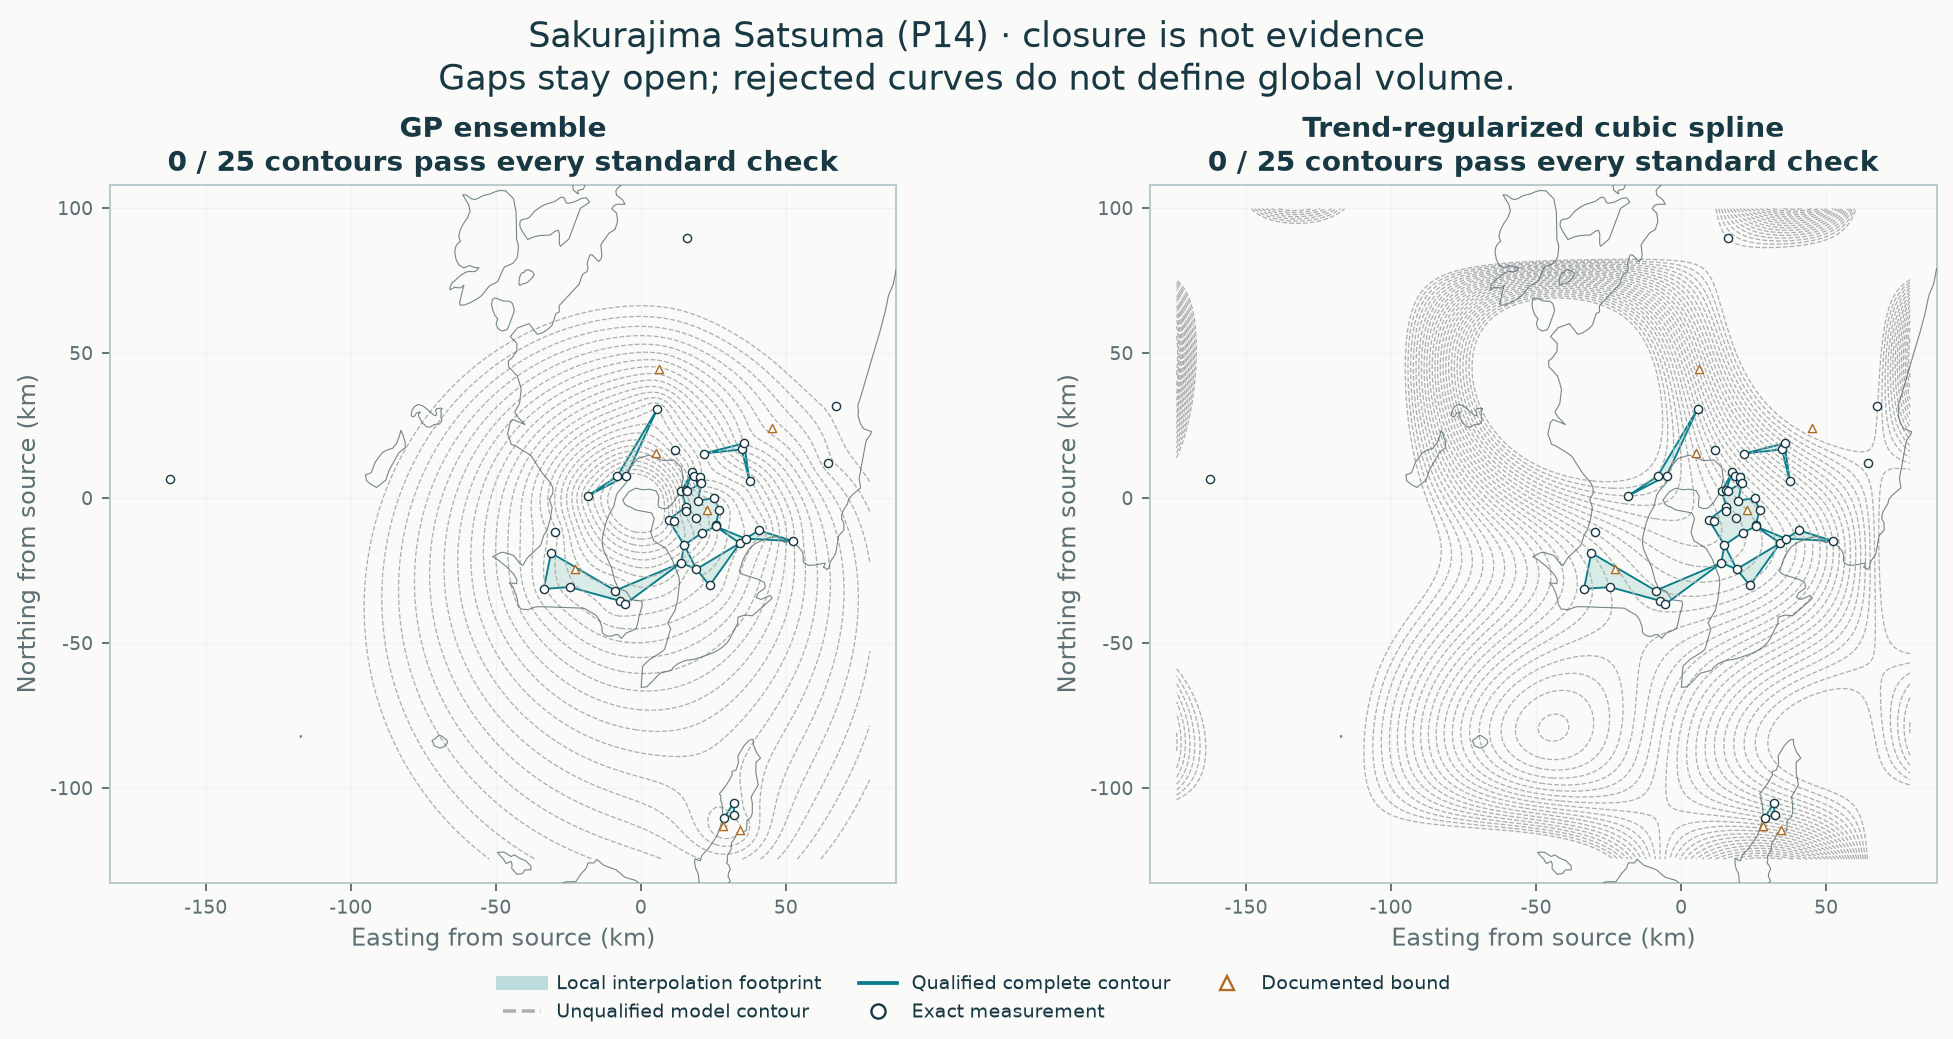 Sakurajima Satsuma (P14) · closure is not evidence
Gaps stay open; rejected curves do not define global volume.
GP ensemble
0 / 25 contours pass every standard check
Trend-regularized cubic spline
0 / 25 contours pass every standard check
Northing from source (km)
100
50
0
-50
-100
-150
-100
-50
0
50
Easting from source (km)
Northing from source (km)
100
50
0
-50
-100
-150
-100
-50
0
50
Easting from source (km)
Local interpolation footprint
Unqualified model contour
Qualified complete contour
Exact measurement
Documented bound